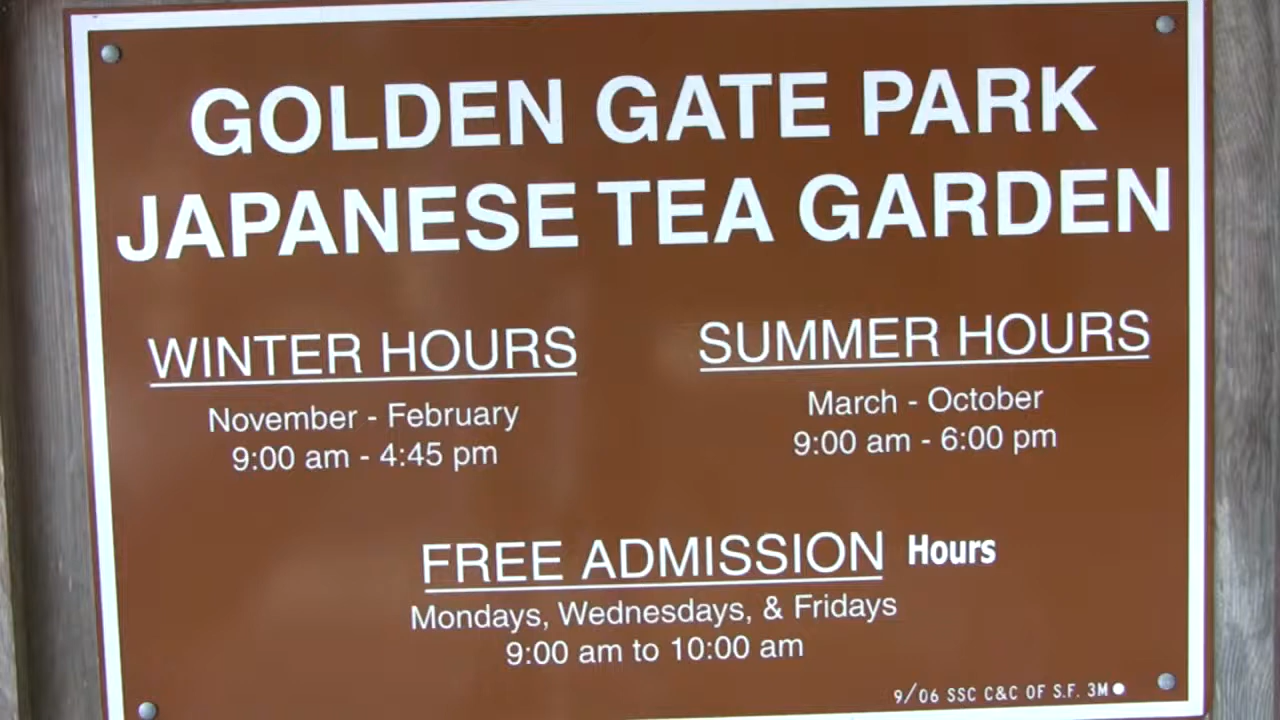 GOLDEN GATE PARK
JAPANESE TEA GARDEN
WINTER HOURS
November - February
9:00 am - 4:45 pm
SUMMER HOURS
March - October
9:00 am - 6:00 pm
FREE ADMISSION Hours
Mondays, Wednesdays, & Fridays
9:00 am to 10:00 am
9/06 SSC C&C OF S.F. 3M